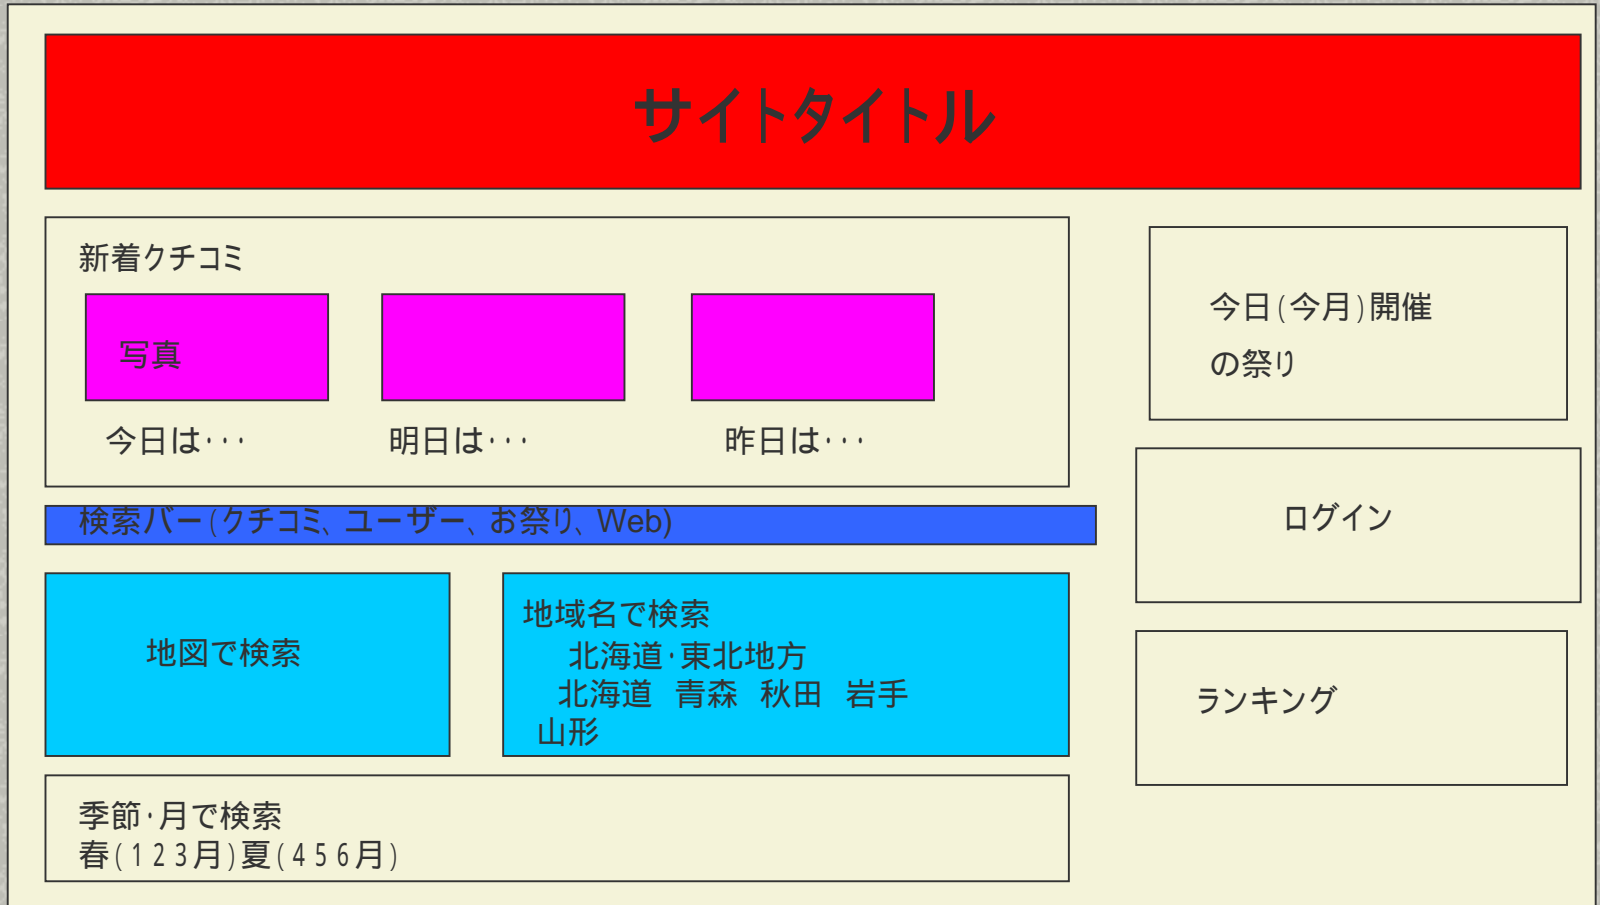 サイトタイトル
新着クチコミ
写真
今日は･･･
明日は･･･
昨日は･･･
検索バー(クチコミ、ユーザー、お祭り、Web)
地図で検索
地域名で検索
北海道･東北地方
北海道　青森　秋田　岩手
山形
季節･月で検索
春(123月)夏(456月)
今日(今月)開催
の祭り
ログイン
ランキング